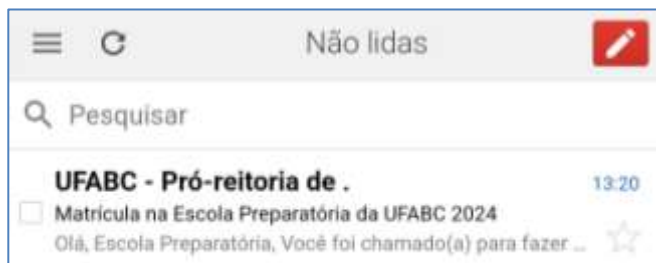 Não lidas
Pesquisar
UFABC - Pró-reitoria de .
13:20
Matrícula na Escola Preparatória da UFABC 2024
Olá, Escola Preparatória, Você foi chamado(a) para fazer ...